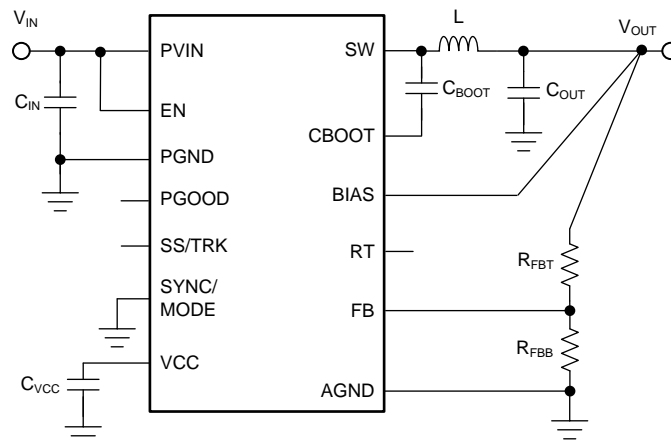 VIN
L
VOUT
PVIN
SW
CIN
CBOOT
COUT
EN
CBOOT
PGND
PGOOD
BIAS
SS/TRK
RT
RFBT
SYNC/
MODE
FB
VCC
RFBB
CVCC
AGND